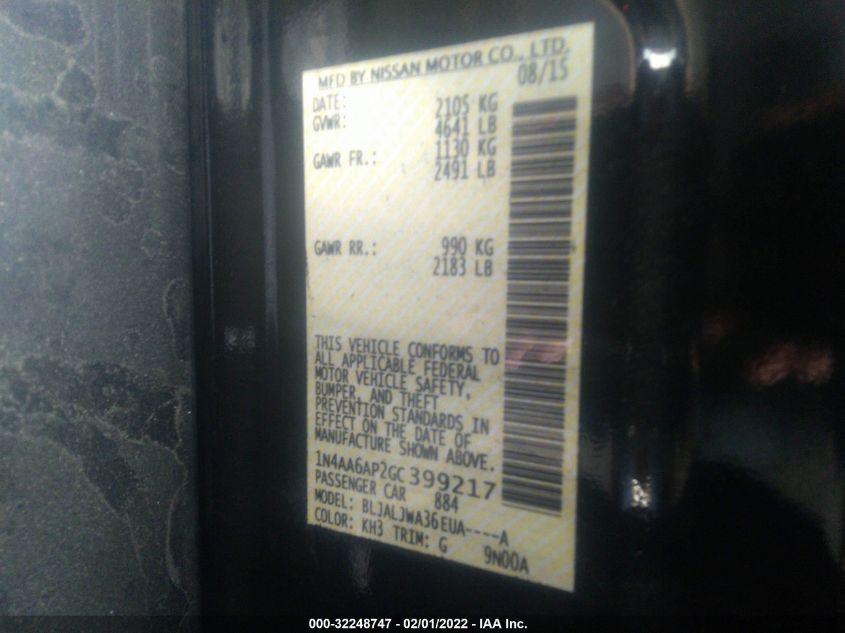 MFD BY NISSAN MOTOR CO., LTD.
DATE: 08/15
GVWR: 2105 KG
4641 LB
GAWR FR.: 1130 KG
2491 LB
GAWR RR.: 990 KG
2183 LB
THIS VEHICLE CONFORMS TO
ALL APPLICABLE FEDERAL
MOTOR VEHICLE SAFETY,
BUMPER, AND THEFT
PREVENTION STANDARDS IN
EFFECT ON THE DATE OF
MANUFACTURE SHOWN ABOVE.
1N4AA6AP2GC399217
PASSENGER CAR 884
MODEL: BLJALJWA36EUA----A
COLOR: KH3 TRIM: G 9N00A
000-32248747 - 02/01/2022 - IAA Inc.